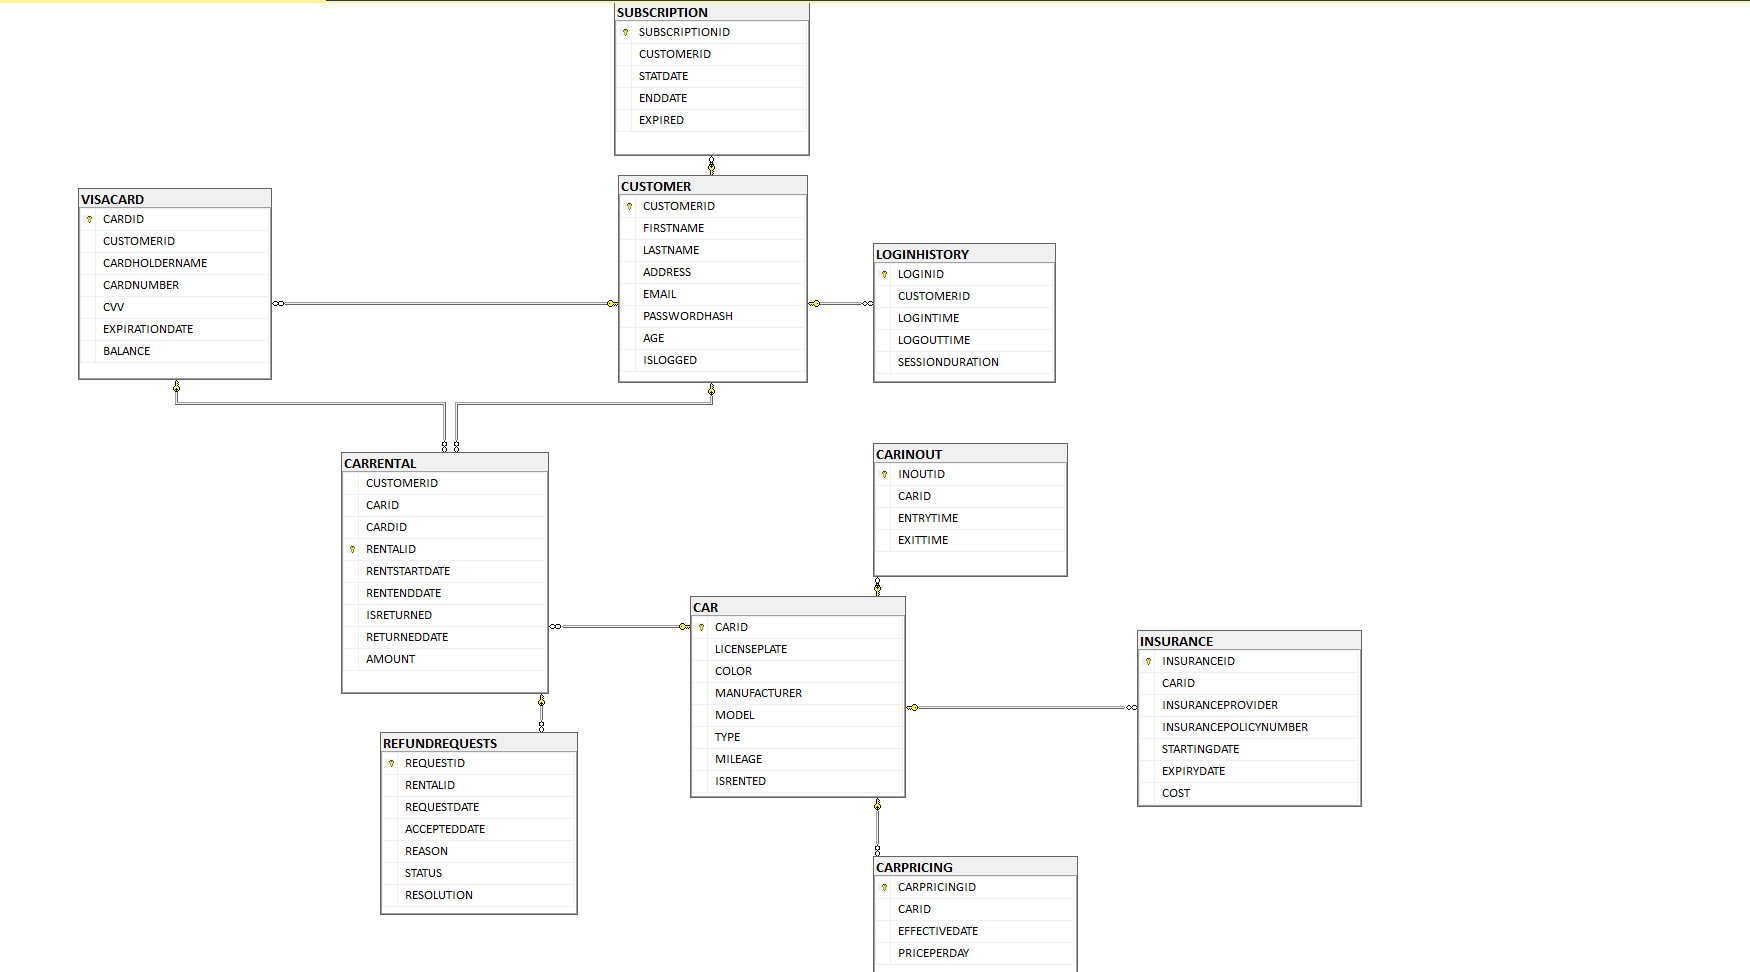 SUBSCRIPTION
SUBSCRIPTIONID
CUSTOMERID
STATDATE
ENDDATE
EXPIRED
VISACARD
CARDID
CUSTOMERID
CARDHOLDERNAME
CARDNUMBER
CVV
EXPIRATIONDATE
BALANCE
CUSTOMER
CUSTOMERID
FIRSTNAME
LASTNAME
ADDRESS
EMAIL
PASSWORDHASH
AGE
ISLOGGED
LOGINHISTORY
LOGINID
CUSTOMERID
LOGINTIME
LOGOUTTIME
SESSIONDURATION
CARRENTAL
CUSTOMERID
CARID
CARDID
RENTALID
RENTSTARTDATE
RENTENDDATE
ISRETURNED
RETURNEDDATE
AMOUNT
CARINOUT
INOUTID
CARID
ENTRYTIME
EXITTIME
CAR
CARID
LICENSEPLATE
COLOR
MANUFACTURER
MODEL
TYPE
MILEAGE
ISRENTED
INSURANCE
INSURANCEID
CARID
INSURANCEPROVIDER
INSURANCEPOLICYNUMBER
STARTINGDATE
EXPIRYDATE
COST
REFUNDREQUESTS
REQUESTID
RENTALID
REQUESTDATE
ACCEPTEDDATE
REASON
STATUS
RESOLUTION
CARPRICING
CARPRICINGID
CARID
EFFECTIVEDATE
PRICEPERDAY